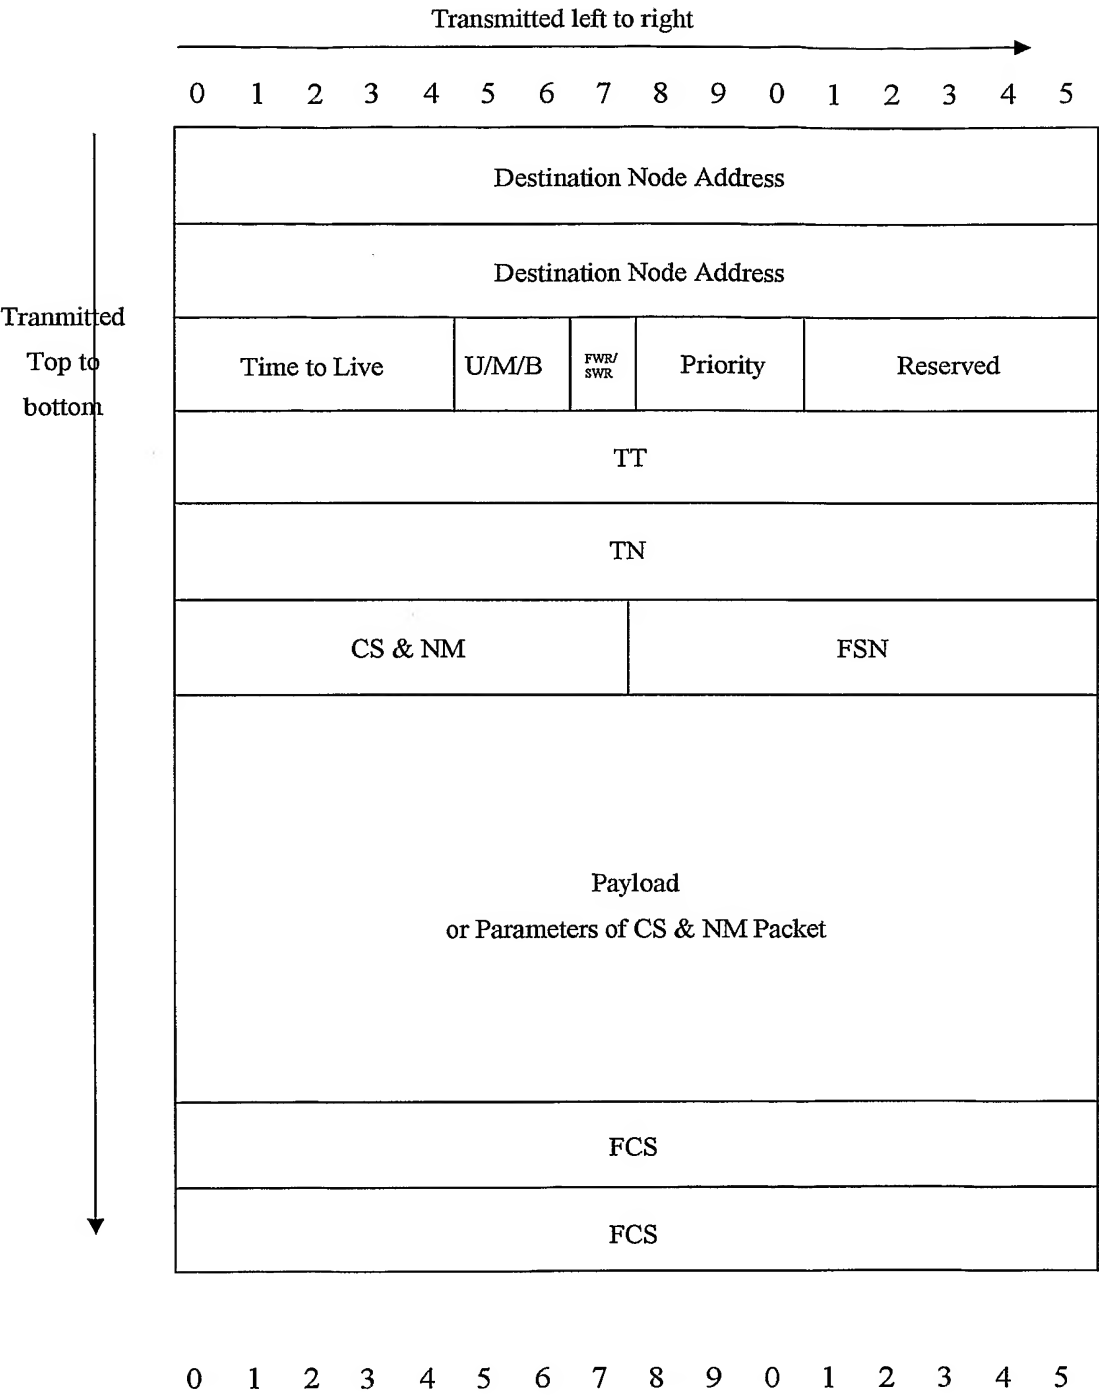 Transmitted left to right
0 1 2 3 4 5 6 7 8 9 0 1 2 3 4 5
Destination Node Address
Destination Node Address
Tranmitted
Top to
bottom
Time to Live U/M/B FWR/ Priority Reserved
SWR
TT
TN
CS & NM FSN
Payload
or Parameters of CS & NM Packet
FCS
FCS
0 1 2 3 4 5 6 7 8 9 0 1 2 3 4 5